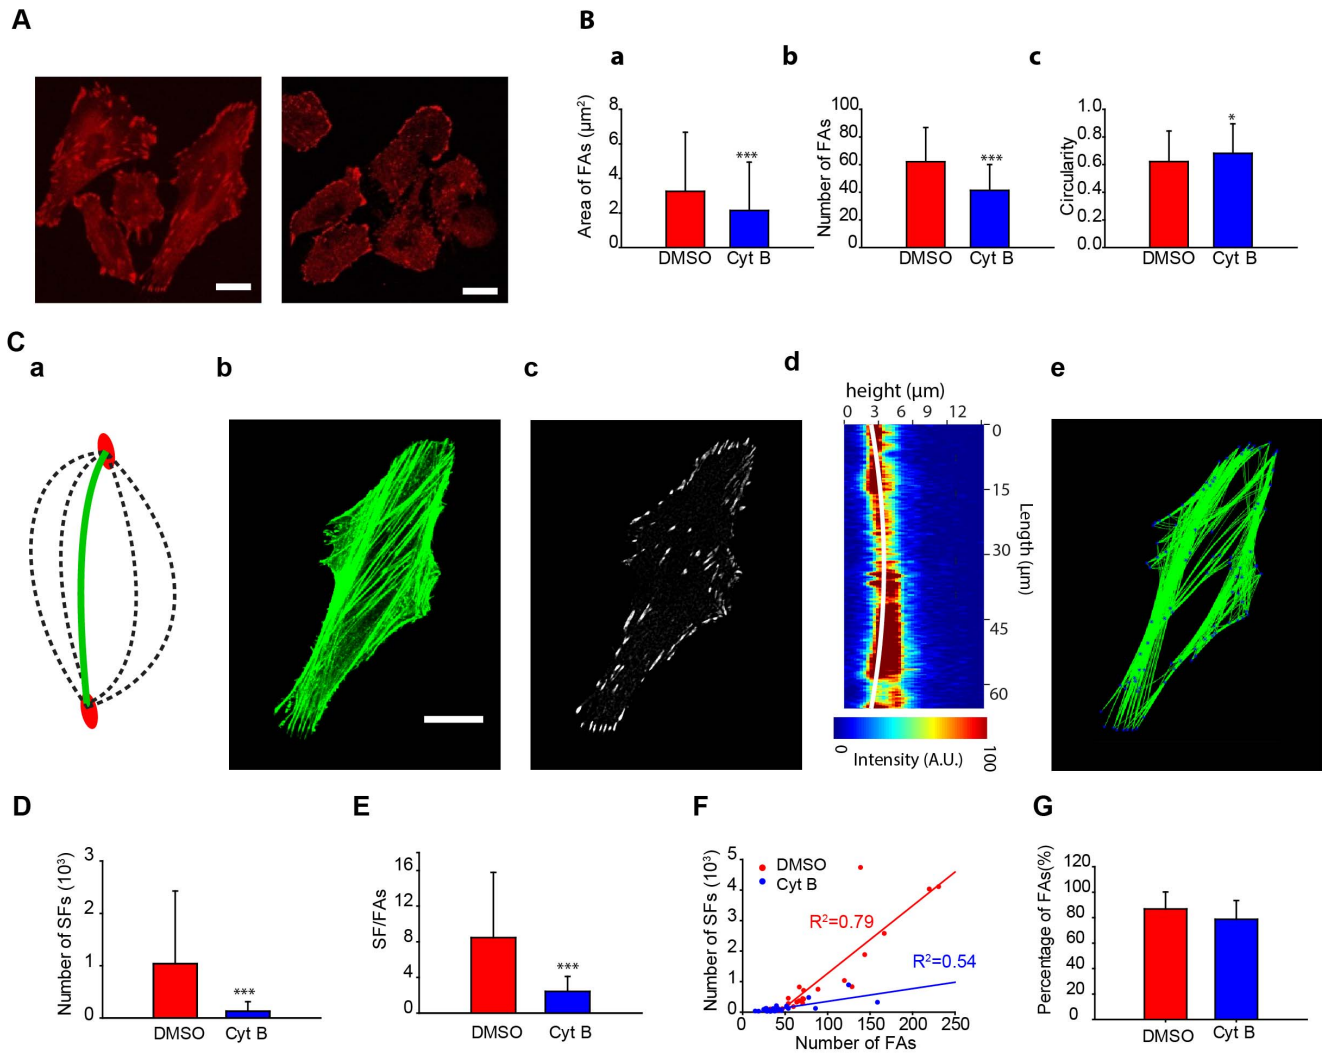 A
B
a
b
c
Area of FAs (μm²)
8
6
4
2
0
***
DMSO
Cyt B
Number of FAs
100
80
60
40
20
0
***
DMSO
Cyt B
Circularity
1.0
0.8
0.6
0.4
0.2
0.0
*
DMSO
Cyt B
C
a
b
c
d
e
height (μm)
0 3 6 9 12
0
15
30
45
60
Length (μm)
0
100
Intensity (A.U.)
D
Number of SFs (10³)
3
2
1
0
***
DMSO
Cyt B
E
SF/FAs
16
12
8
4
0
***
DMSO
Cyt B
F
Number of SFs (10³)
5
4
3
2
1
0
DMSO
Cyt B
R²=0.79
R²=0.54
0 50 100 150 200 250
Number of FAs
G
Percentage of FAs(%)
120
100
80
60
40
20
0
DMSO
Cyt B